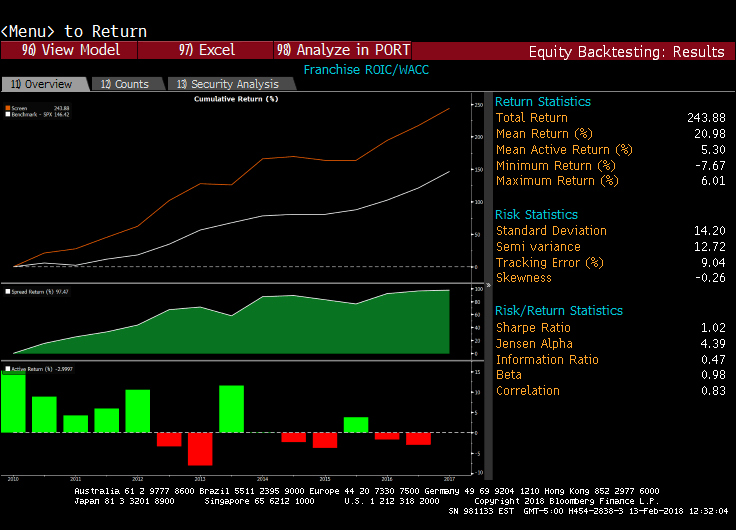 <Menu> to Return
96) View Model 97) Excel 98) Analyze in PORT Equity Backtesting: Results
Franchise ROIC/WACC
11) Overview 12) Counts 13) Security Analysis
Cumulative Return (%)
Screen 243.88
Benchmark - SPX 146.42
250
200
150
100
50
0
Spread Return (%) 97.47
100
80
60
40
20
0
Active Return (%) -2.9997
15
10
5
0
-5
-10
2010 2011 2012 2013 2014 2015 2016 2017
Return Statistics
Total Return 243.88
Mean Return (%) 20.98
Mean Active Return (%) 5.30
Minimum Return (%) -7.67
Maximum Return (%) 6.01
Risk Statistics
Standard Deviation 14.20
Semi variance 12.72
Tracking Error (%) 9.04
Skewness -0.26
Risk/Return Statistics
Sharpe Ratio 1.02
Jensen Alpha 4.39
Information Ratio 0.47
Beta 0.98
Correlation 0.83
Australia 61 2 9777 8600 Brazil 5511 2395 9000 Europe 44 20 7330 7500 Germany 49 69 9204 1210 Hong Kong 852 2977 6000
Japan 81 3 3201 8900 Singapore 65 6212 1000 U.S. 1 212 318 2000 Copyright 2018 Bloomberg Finance L.P.
SN 981133 EST GMT-5:00 H454-2838-3 13-Feb-2018 12:32:04